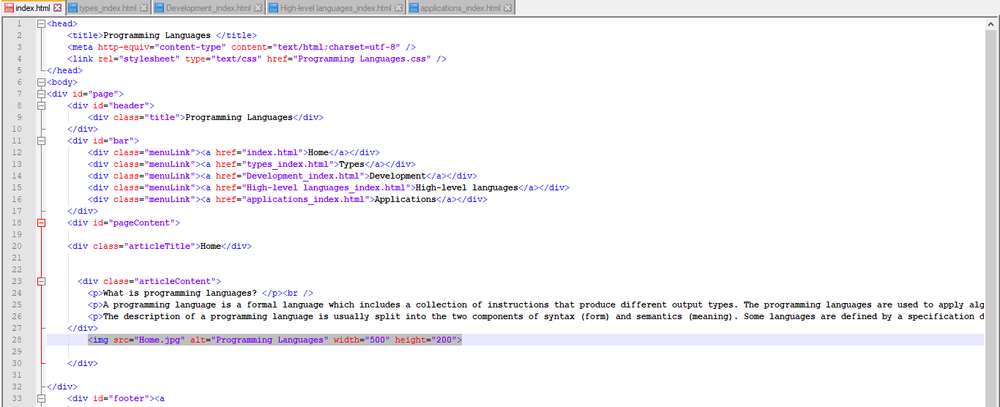 index.html types_index.html Development_index.html High-level languages_index.html applications_index.html
1 <head>
2 <title>Programming Languages </title>
3 <meta http-equiv="content-type" content="text/html;charset=utf-8" />
4 <link rel="stylesheet" type="text/css" href="Programming Languages.css" />
5 </head>
6 <body>
7 <div id="page">
8 <div id="header">
9 <div class="title">Programming Languages</div>
10 </div>
11 <div id="bar">
12 <div class="menuLink"><a href="index.html">Home</a></div>
13 <div class="menuLink"><a href="types_index.html">Types</a></div>
14 <div class="menuLink"><a href="Development_index.html">Development</a></div>
15 <div class="menuLink"><a href="High-level languages_index.html">High-level languages</a></div>
16 <div class="menuLink"><a href="applications_index.html">Applications</a></div>
17 </div>
18 <div id="pageContent">
19
20 <div class="articleTitle">Home</div>
21
22
23 <div class="articleContent">
24 <p>What is programming languages? </p><br />
25 <p>A programming language is a formal language which includes a collection of instructions that produce different output types. The programming languages are used to apply alg
26 <p>The description of a programming language is usually split into the two components of syntax (form) and semantics (meaning). Some languages are defined by a specification d
27 </div>
28 <img src="Home.jpg" alt="Programming Languages" width="500" height="200">
29
30 </div>
31
32 </div>
33 <div id="footer"><a